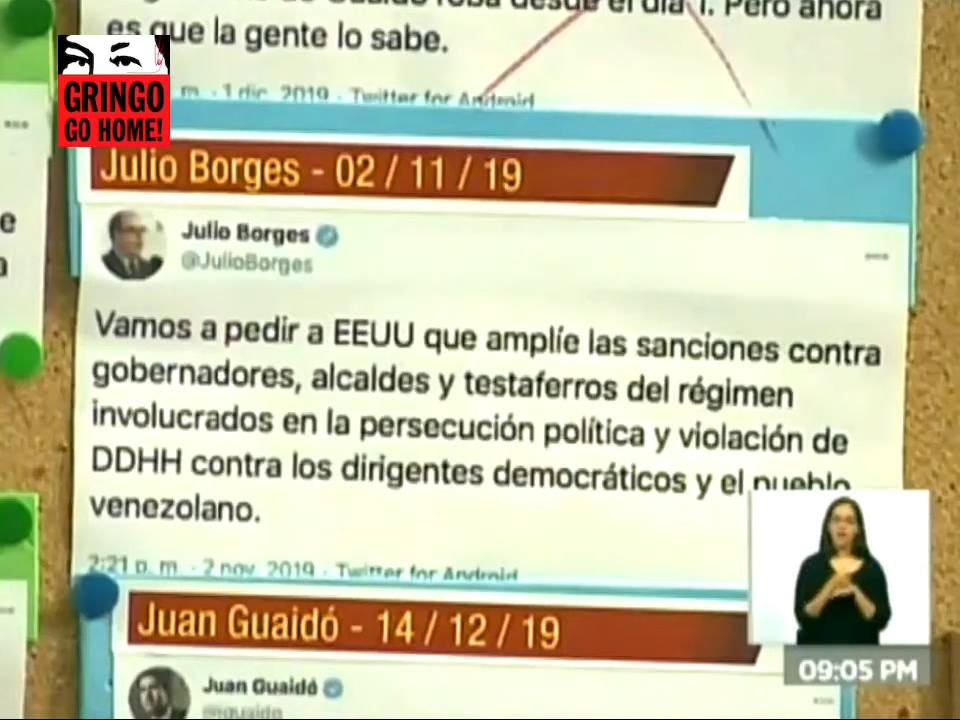 es que la gente lo sabe.
m. · 1 dic. 2019 · Twitter for Android
GRINGO
GO HOME!
Julio Borges - 02 / 11 / 19
Julio Borges
@JulioBorges
Vamos a pedir a EEUU que amplíe las sanciones contra
gobernadores, alcaldes y testaferros del régimen
involucrados en la persecución política y violación de
DDHH contra los dirigentes democráticos y el pueblo
venezolano.
2:21 p. m. · 2 nov. 2019 · Twitter for Android
Juan Guaidó - 14 / 12 / 19
Juan Guaidó
@jguaido
09:05 PM